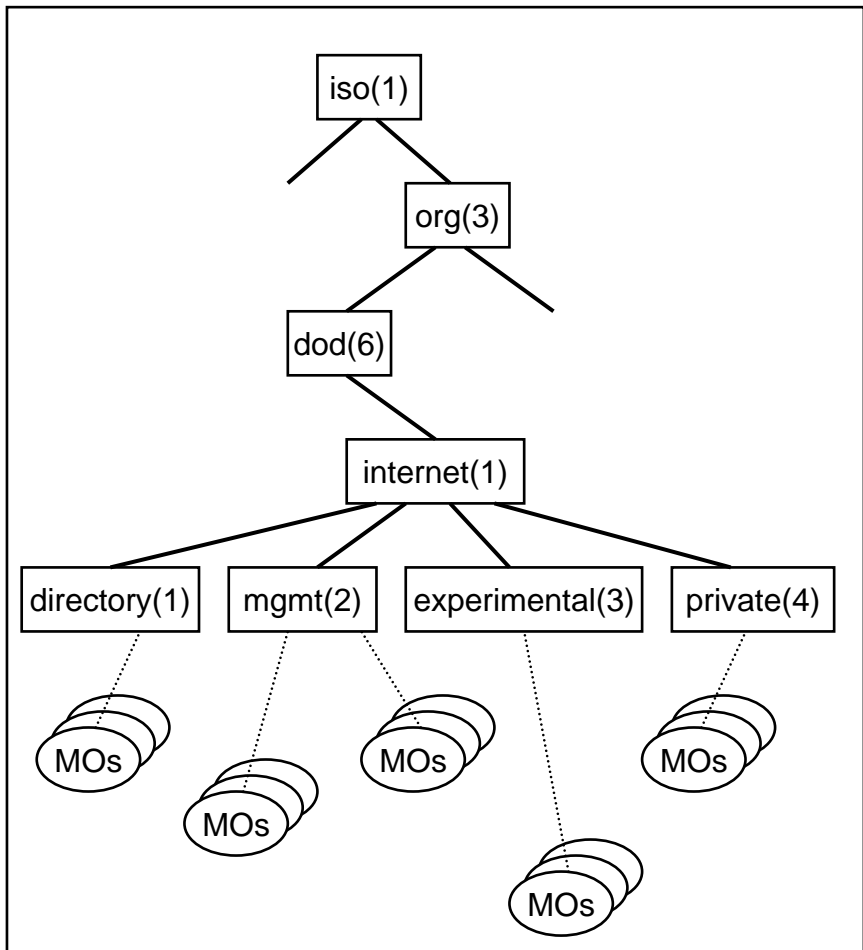 iso(1)
org(3)
dod(6)
internet(1)
directory(1) mgmt(2) experimental(3) private(4)
MOs MOs MOs
MOs
MOs